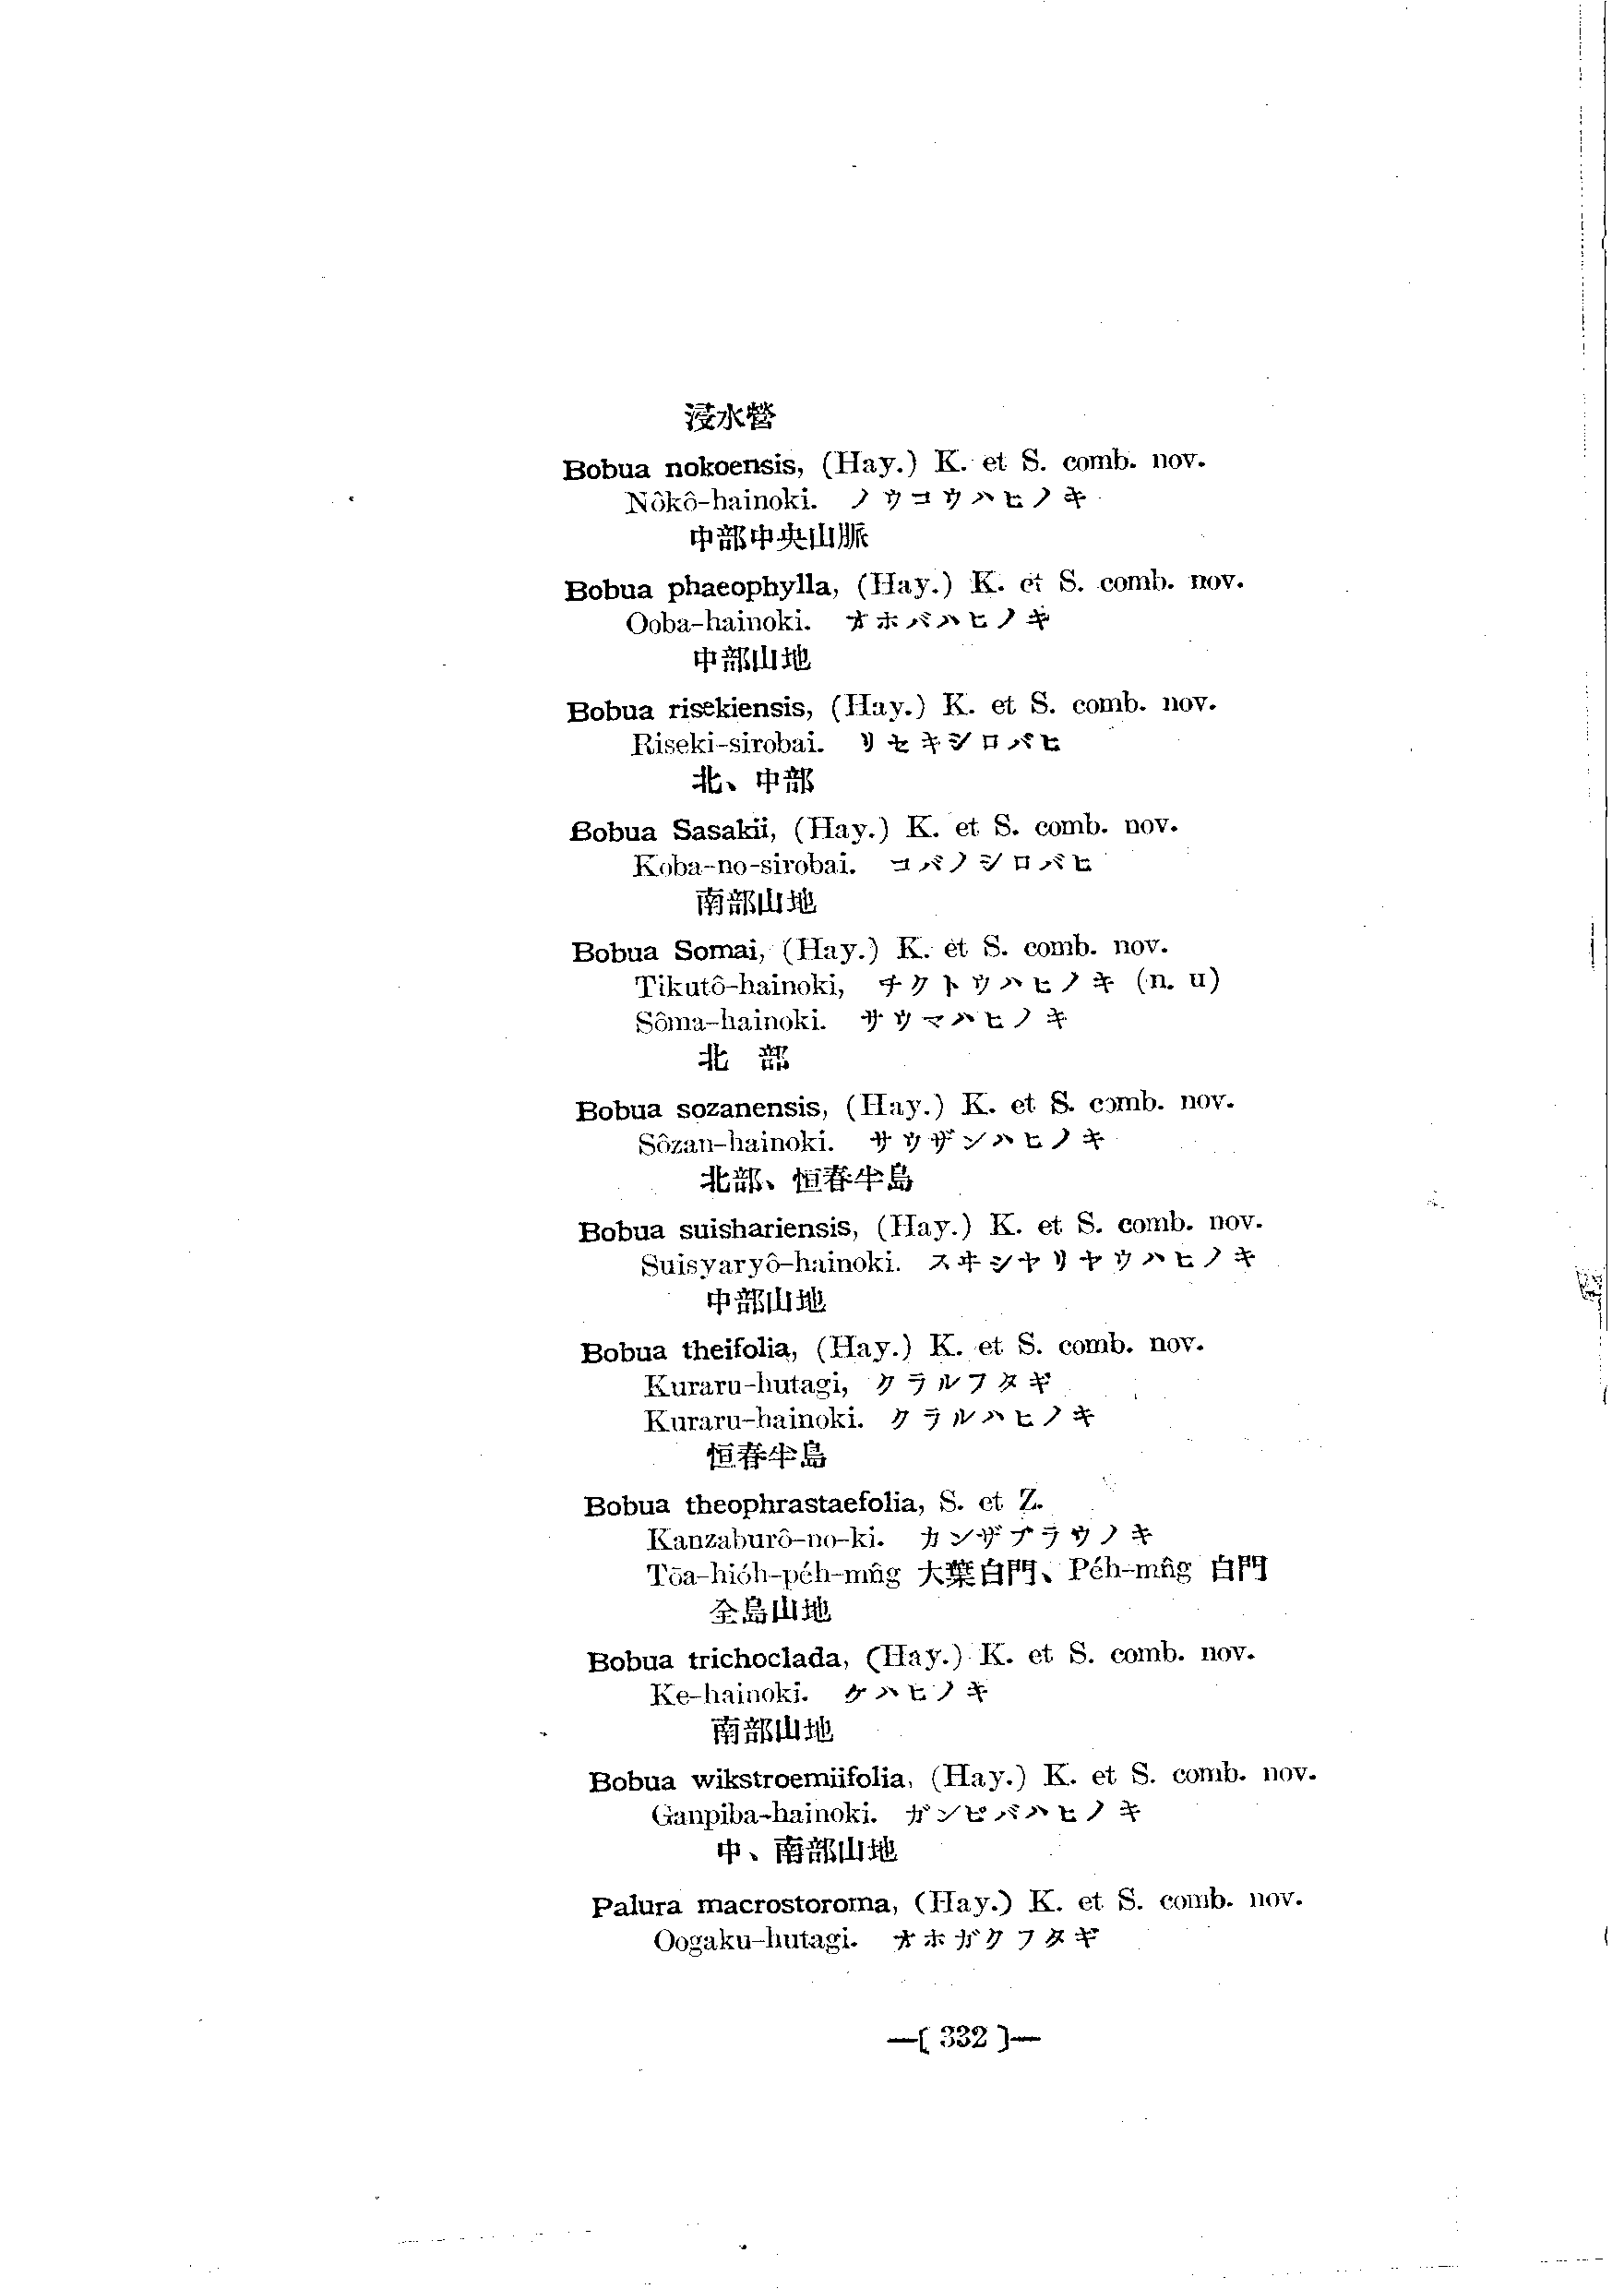 浸水營
Bobua nokoensis, (Hay.) K. et S. comb. nov.
Nôkô-hainoki. ノウコウハヒノキ
中部中央山脈
Bobua phaeophylla, (Hay.) K. et S. comb. nov.
Ooba-hainoki. オホバハヒノキ
中部山地
Bobua risekiensis, (Hay.) K. et S. comb. nov.
Riseki-sirobai. リセキシロバヒ
北、中部
Bobua Sasakii, (Hay.) K. et S. comb. nov.
Koba-no-sirobai. コバノシロバヒ
南部山地
Bobua Somai, (Hay.) K. et S. comb. nov.
Tikutô-hainoki, チクトウハヒノキ (n. u)
Sôma-hainoki. サウマハヒノキ
北 部
Bobua sozanensis, (Hay.) K. et S. comb. nov.
Sôzan-hainoki. サウザンハヒノキ
北部、恒春半島
Bobua suishariensis, (Hay.) K. et S. comb. nov.
Suisyaryô-hainoki. スヰシヤリヤウハヒノキ
中部山地
Bobua theifolia, (Hay.) K. et S. comb. nov.
Kuraru-hutagi, クラルフタギ
Kuraru-hainoki. クラルハヒノキ
恒春半島
Bobua theophrastaefolia, S. et Z.
Kanzaburô-no-ki. カンザブラウノキ
Tōa-hióh-péh-mn̂g 大葉白門、Péh-mn̂g 白門
全島山地
Bobua trichoclada, (Hay.) K. et S. comb. nov.
Ke-hainoki. ケハヒノキ
南部山地
Bobua wikstroemiifolia, (Hay.) K. et S. comb. nov.
Ganpiba-hainoki. ガンピバハヒノキ
中、南部山地
Palura macrostoroma, (Hay.) K. et S. comb. nov.
Oogaku-hutagi. オホガクフタギ
—( 332 )—